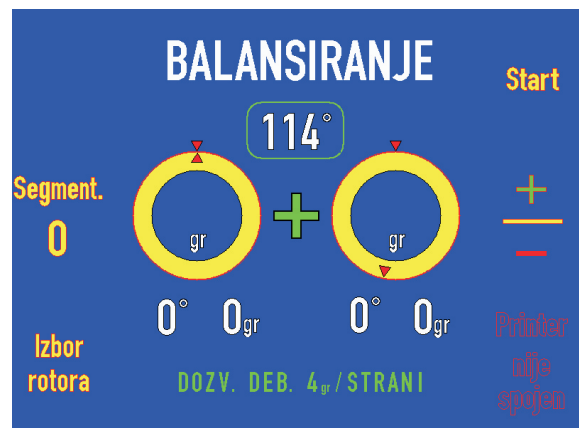 BALANSIRANJE
Start
114°
Segment.
0
gr
+
gr
+
−
0° 0gr
0° 0gr
Izbor
rotora
DOZV. DEB. 4gr/STRANI
Printer
nije
spojen